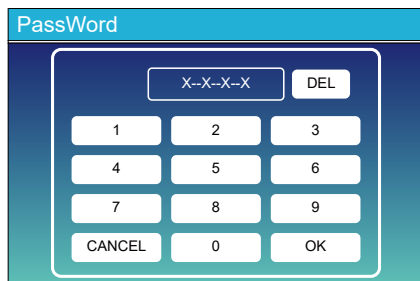 PassWord
X--X--X--X DEL
1 2 3
4 5 6
7 8 9
CANCEL 0 OK